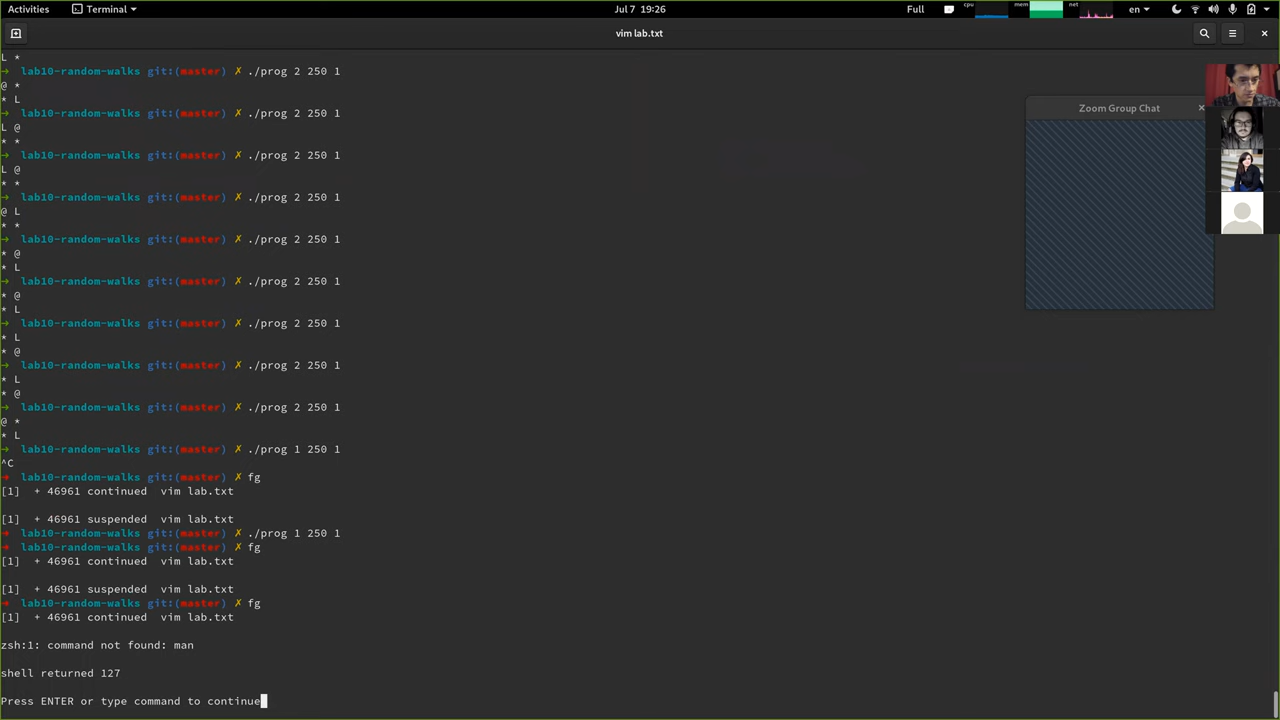 Activities Terminal Jul 7 19:26 Full cpu mem net en
vim lab.txt
L *
➜ lab10-random-walks git:(master) ✗ ./prog 2 250 1
@ *
* L
➜ lab10-random-walks git:(master) ✗ ./prog 2 250 1
L @
* *
➜ lab10-random-walks git:(master) ✗ ./prog 2 250 1
L @
* *
➜ lab10-random-walks git:(master) ✗ ./prog 2 250 1
@ L
* *
➜ lab10-random-walks git:(master) ✗ ./prog 2 250 1
* @
* L
➜ lab10-random-walks git:(master) ✗ ./prog 2 250 1
* @
* L
➜ lab10-random-walks git:(master) ✗ ./prog 2 250 1
* L
* @
➜ lab10-random-walks git:(master) ✗ ./prog 2 250 1
* L
* @
➜ lab10-random-walks git:(master) ✗ ./prog 2 250 1
@ *
* L
➜ lab10-random-walks git:(master) ✗ ./prog 1 250 1
^C
➜ lab10-random-walks git:(master) ✗ fg
[1]  + 46961 continued  vim lab.txt
[1]  + 46961 suspended  vim lab.txt
➜ lab10-random-walks git:(master) ✗ ./prog 1 250 1
➜ lab10-random-walks git:(master) ✗ fg
[1]  + 46961 continued  vim lab.txt
[1]  + 46961 suspended  vim lab.txt
➜ lab10-random-walks git:(master) ✗ fg
[1]  + 46961 continued  vim lab.txt
zsh:1: command not found: man
shell returned 127
Press ENTER or type command to continue
Zoom Group Chat